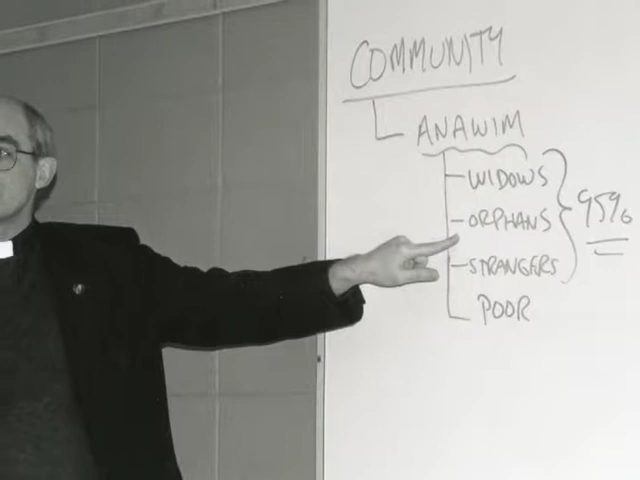 COMMUNITY
ANAWIM
- WIDOWS
- ORPHANS
- STRANGERS
POOR
95%